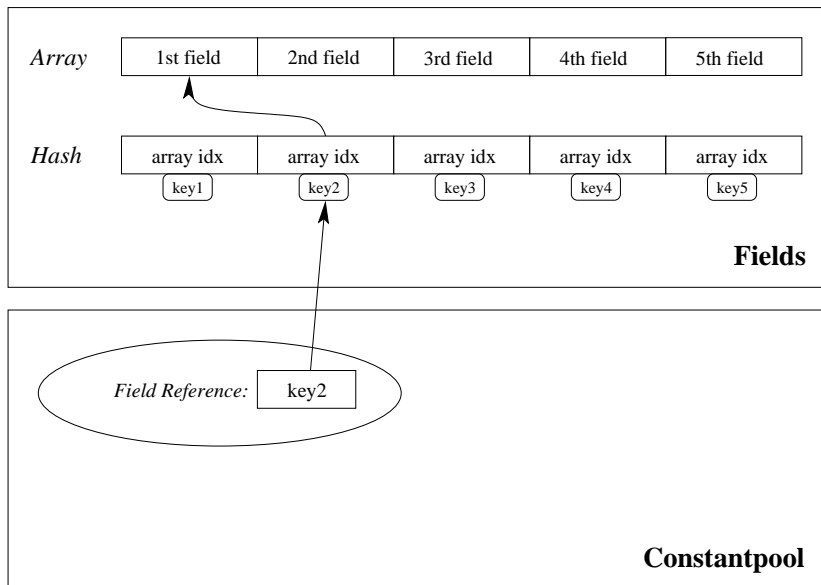 Array 1st field 2nd field 3rd field 4th field 5th field
Hash array idx array idx array idx array idx array idx
key1 key2 key3 key4 key5
Fields
Field Reference: key2
Constantpool